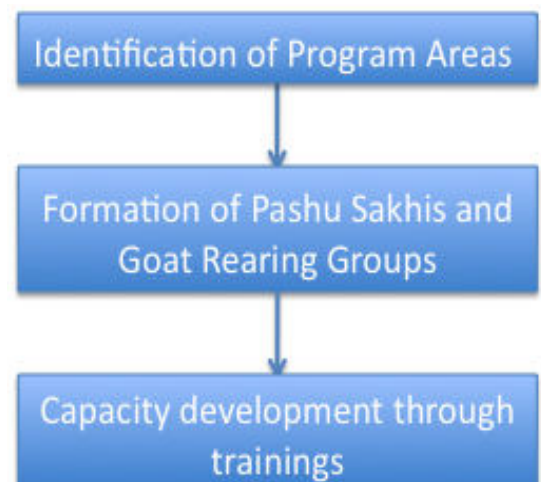 Identification of Program Areas
Formation of Pashu Sakhis and
Goat Rearing Groups
Capacity development through
trainings